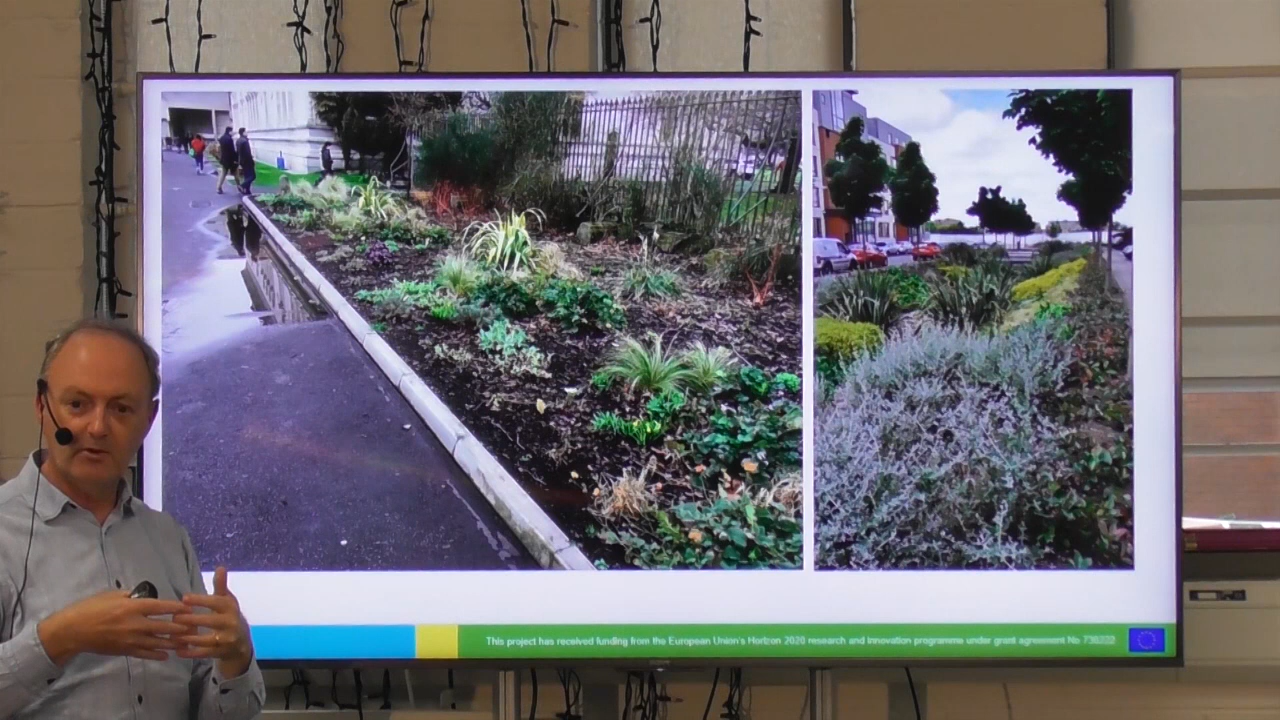 This project has received funding from the European Union's Horizon 2020 research and innovation programme under grant agreement No